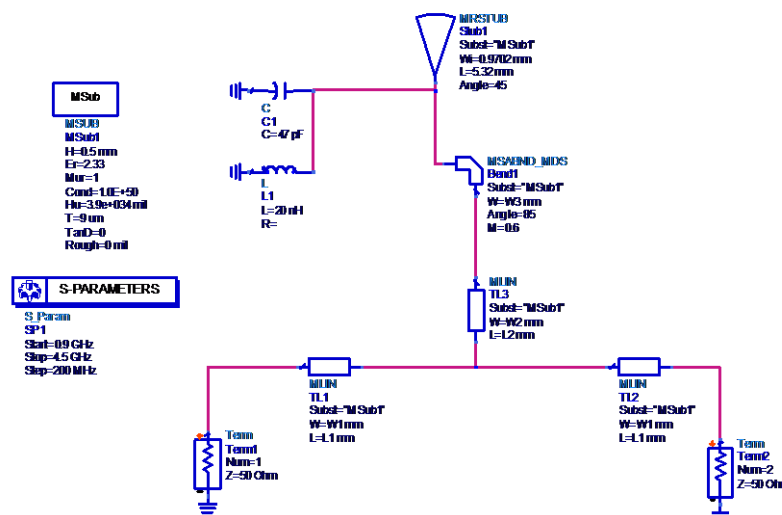 MRSTUB
Stub1
Subst="MSub1"
Wi=0.9702mm
L=5.32mm
Angle=45
MSub
MSUB
MSub1
H=0.5 mm
Er=2.33
Mur=1
Cond=1.0E+50
Hu=3.9e+034 mil
T=9 um
TanD=0
Rough=0 mil
C
C1
C=47 pF
L
L1
L=20 nH
R=
MSABND_MDS
Bend1
Subst="MSub1"
W=W3 mm
Angle=85
M=0.6
S-PARAMETERS
S_Param
SP1
Start=0.9 GHz
Stop=4.5 GHz
Step=200 MHz
MLIN
TL3
Subst="MSub1"
W=W2 mm
L=L2 mm
MLIN
TL1
Subst="MSub1"
W=W1 mm
L=L1 mm
MLIN
TL2
Subst="MSub1"
W=W1 mm
L=L1 mm
Term
Term1
Num=1
Z=50 Ohm
Term
Term2
Num=2
Z=50 Ohm